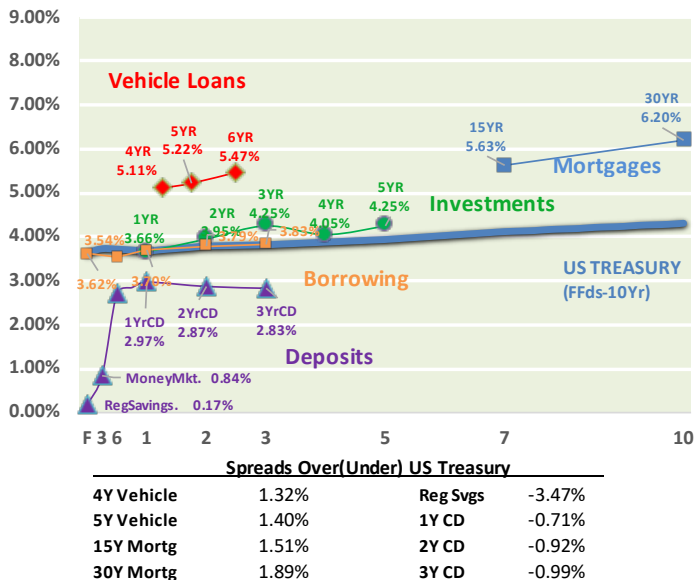 9.00%
8.00%
7.00%
6.00%
5.00%
4.00%
3.00%
2.00%
1.00%
0.00%
Vehicle Loans
4YR
5.11%
5YR
5.22%
6YR
5.47%
15YR
5.63%
30YR
6.20%
Mortgages
1YR
3.66%
2YR
3.95%
3YR
4.25%
4YR
4.05%
5YR
4.25%
Investments
3.54%
3.62%
3.70%
3.79%
3.83%
Borrowing
US TREASURY
(FFds-10Yr)
1YrCD
2.97%
2YrCD
2.87%
3YrCD
2.83%
Deposits
MoneyMkt. 0.84%
RegSavings. 0.17%
F 3 6 1 2 3 5 7 10
Spreads Over(Under) US Treasury
4Y Vehicle 1.32% Reg Svgs -3.47%
5Y Vehicle 1.40% 1Y CD -0.71%
15Y Mortg 1.51% 2Y CD -0.92%
30Y Mortg 1.89% 3Y CD -0.99%